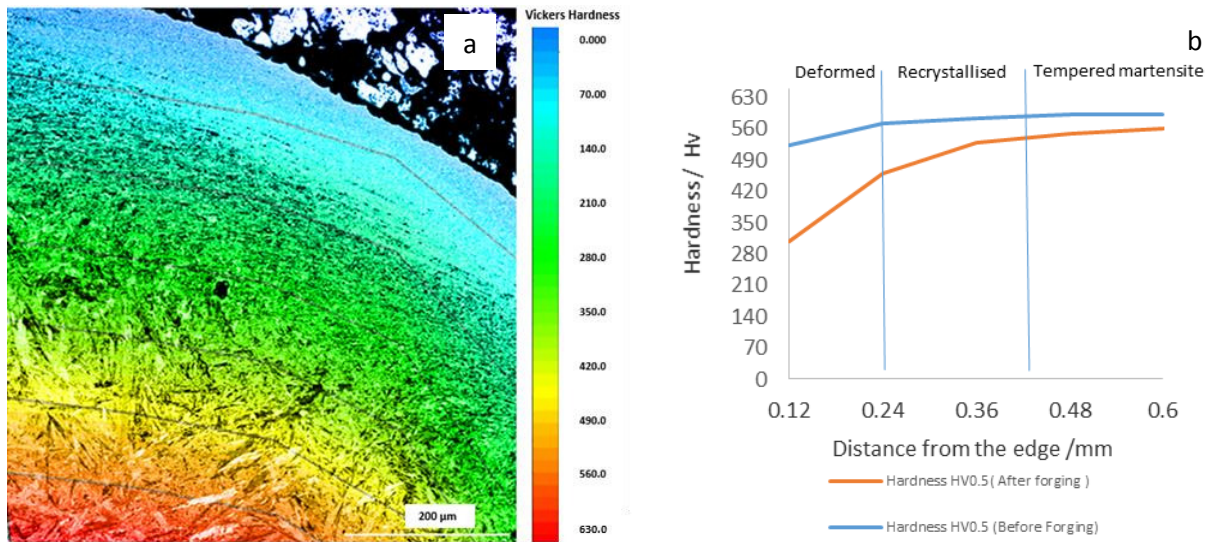 Vickers Hardness
a
0.000
70.00
140.0
210.0
280.0
350.0
420.0
490.0
560.0
630.0
200 µm
b
Deformed Recrystallised Tempered martensite
630
560
490
420
350
280
210
140
70
0
Hardness / Hv
0.12 0.24 0.36 0.48 0.6
Distance from the edge /mm
Hardness HV0.5( After forging )
Hardness HV0.5 (Before Forging)